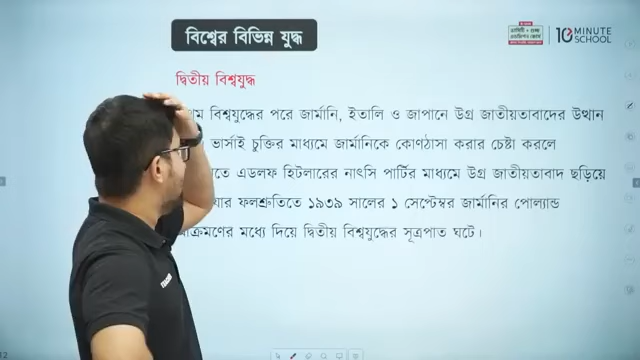 বিশ্বের বিভিন্ন যুদ্ধ
10 MINUTE SCHOOL
দ্বিতীয় বিশ্বযুদ্ধ
বিশ্বযুদ্ধের পরে জার্মানি, ইতালি ও জাপানে উগ্র জাতীয়তাবাদের উত্থান
ভার্সাই চুক্তির মাধ্যমে জার্মানিকে কোণঠাসা করার চেষ্টা করলে
এডলফ হিটলারের নাৎসি পার্টির মাধ্যমে উগ্র জাতীয়তাবাদ ছড়িয়ে
ফলশ্রুতিতে ১৯৩৯ সালের ১ সেপ্টেম্বর জার্মানির পোল্যান্ড
আক্রমণের মধ্যে দিয়ে দ্বিতীয় বিশ্বযুদ্ধের সূত্রপাত ঘটে।